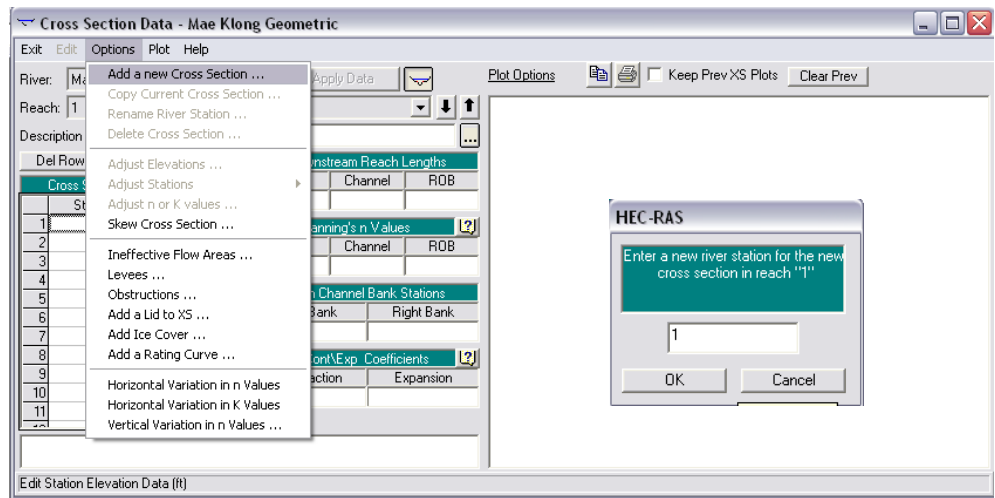 Cross Section Data - Mae Klong Geometric
Exit Edit Options Plot Help
River: Ma
Apply Data
Plot Options
Keep Prev XS Plots
Clear Prev
Reach: 1
Description
Del Row
Add a new Cross Section ...
Copy Current Cross Section ...
Rename River Station ...
Delete Cross Section ...
Adjust Elevations ...
Adjust Stations
Adjust n or K values ...
Skew Cross Section ...
Ineffective Flow Areas ...
Levees ...
Obstructions ...
Add a Lid to XS ...
Add Ice Cover ...
Add a Rating Curve ...
Horizontal Variation in n Values
Horizontal Variation in K Values
Vertical Variation in n Values ...
Cross S
St
1
2
3
4
5
6
7
8
9
10
11
wnstream Reach Lengths
Channel ROB
anning's n Values
Channel ROB
n Channel Bank Stations
Bank Right Bank
Cont\Exp Coefficients
action Expansion
HEC-RAS
Enter a new river station for the new
cross section in reach "1"
1
OK Cancel
Edit Station Elevation Data (ft)